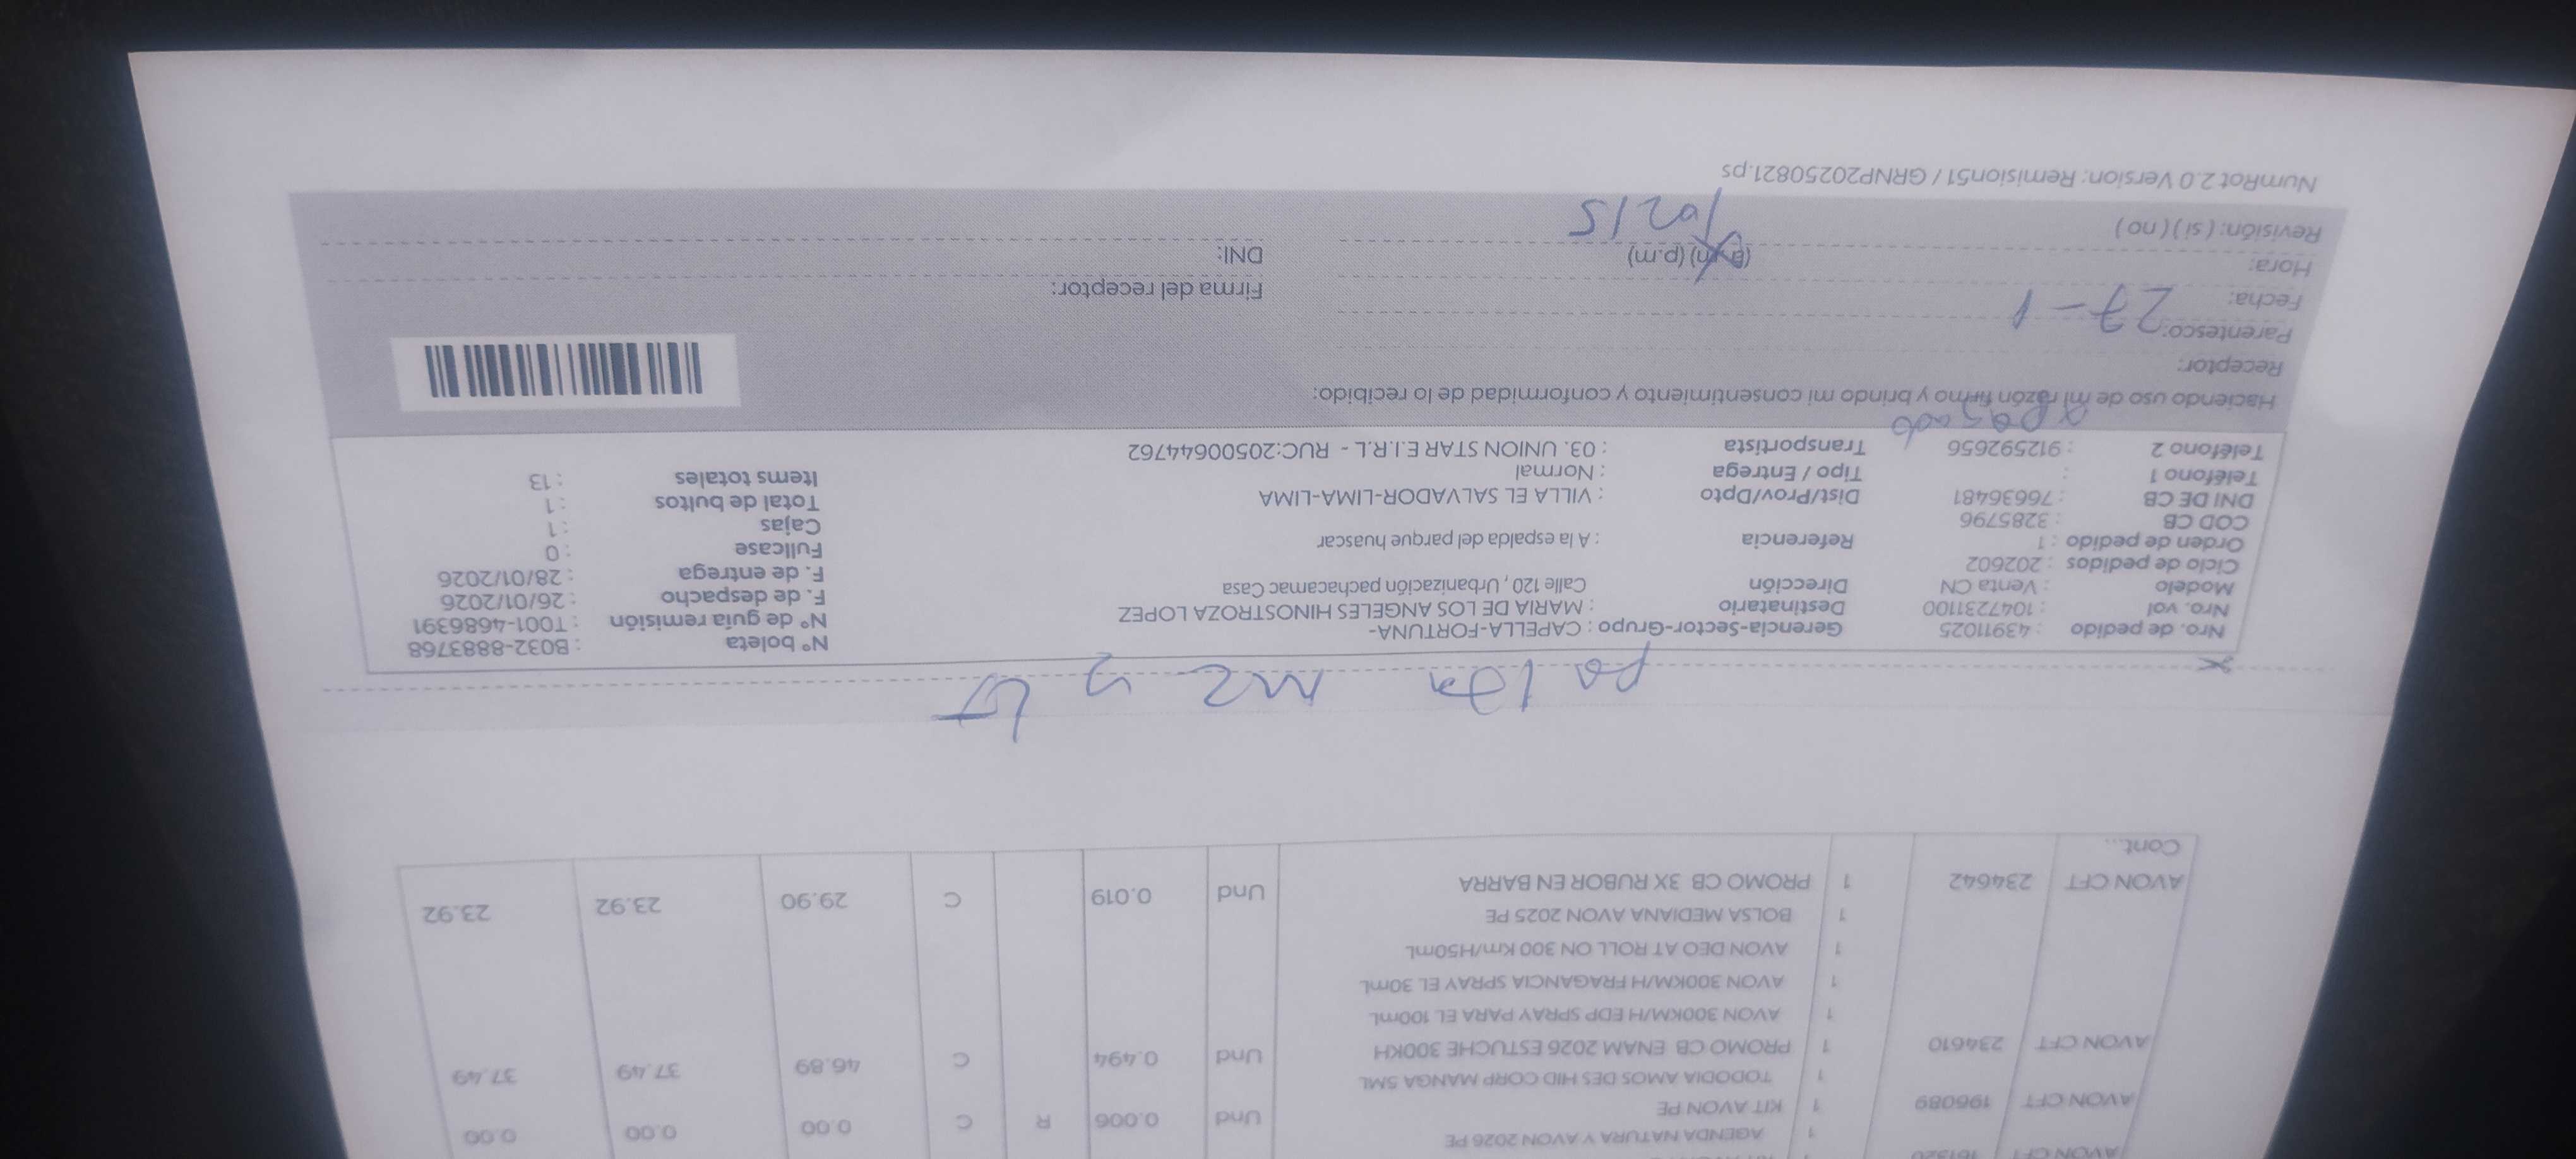 AVON CFT 161320
AGENDA NATURA Y AVON 2026 PE 1
KIT AVON PE 1 Und 0.006 R C 0.00 0.00 0.00
AVON CFT 196089 1 TODODIA AMOS DES HID CORP MANGA 5ML
AVON CFT 234610 1 PROMO CB ENAM 2026 ESTUCHE 300KH Und 0.494 C 46.89 37.49 37.49
1 AVON 300KM/H EDP SPRAY PARA EL 100mL
1 AVON 300KM/H FRAGANCIA SPRAY EL 30mL
1 AVON DEO AT ROLL ON 300 Km/H50mL
1 BOLSA MEDIANA AVON 2025 PE
AVON CFT 234642 1 PROMO CB 3X RUBOR EN BARRA Und 0.019 C 29.90 23.92 23.92
Cont...
LT
Nro. de pedido : 43911025 Gerencia-Sector-Grupo : CAPELLA-FORTUNA- N° boleta : B032-8883768
Nro. vol : 1047231100 Destinatario : MARIA DE LOS ANGELES HINOSTROZA LOPEZ N° de guía remisión : T001-4686391
Modelo : Venta CN Dirección Calle 120 , Urbanización pachacamac Casa F. de despacho : 26/01/2026
Ciclo de pedidos : 202602 F. de entrega : 28/01/2026
Orden de pedido : 1 Referencia : A la espalda del parque huascar Fullcase : 0
COD CB : 3285796 Cajas : 1
DNI DE CB : 76636481 Dist/Prov/Dpto : VILLA EL SALVADOR-LIMA-LIMA Total de bultos : 1
Teléfono 1 : Tipo / Entrega : Normal Items totales : 13
Teléfono 2 : 912592656 Transportista : 03. UNION STAR E.I.R.L - RUC:20500644762
Haciendo uso de mi razón firmo y brindo mi consentimiento y conformidad de lo recibido:
Receptor:
Parentesco:
Fecha: 27-1 Firma del receptor:
Hora: (a.m) (p.m) DNI:
Revisión: ( si ) ( no )
NumRot 2.0 Version: Remision51 / GRNP20250821.ps